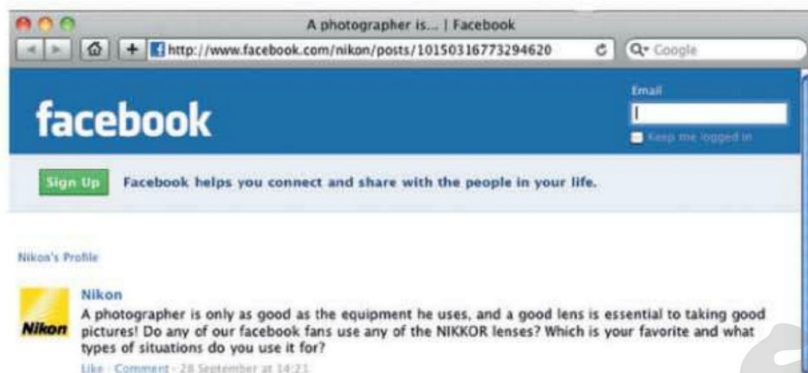 A photographer is... | Facebook
http://www.facebook.com/nikon/posts/10150316773294620
Google
Email
facebook
Keep me logged in
Sign Up
Facebook helps you connect and share with the people in your life.
Nikon's Profile
Nikon
A photographer is only as good as the equipment he uses, and a good lens is essential to taking good
Nikon
pictures! Do any of our facebook fans use any of the NIKKOR lenses? Which is your favorite and what
types of situations do you use it for?
Like · Comment · 28 September at 14:21